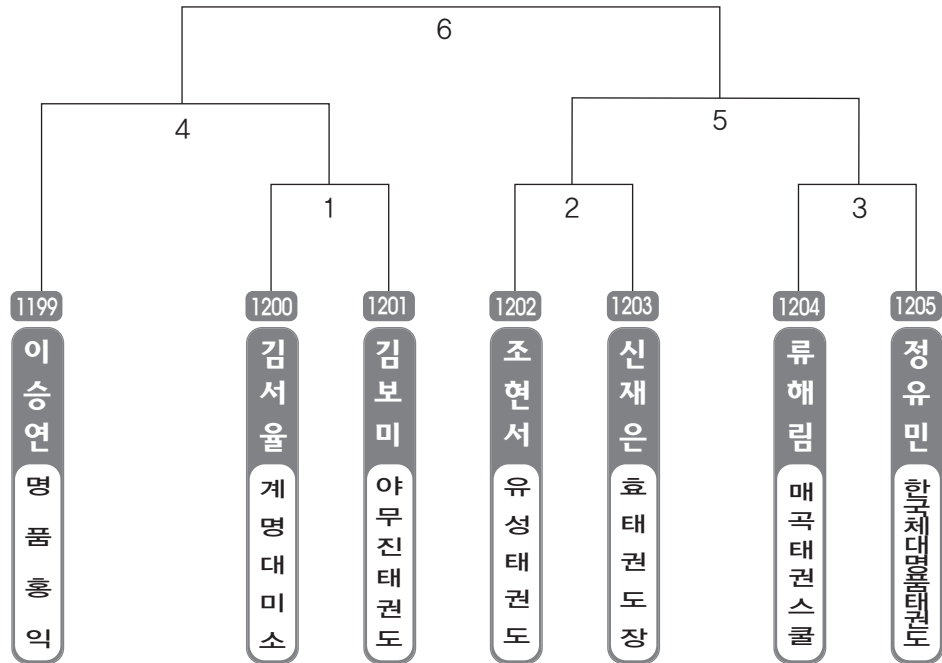 6
4
5
1
2
3
1199
1200
1201
1202
1203
1204
1205
이승연
김서율
김보미
조현서
신재은
류해림
정유민
명품홍익
계명대미소
야무진태권도
유성태권도
효태권도장
매곡태권스쿨
한국체대명품태권도